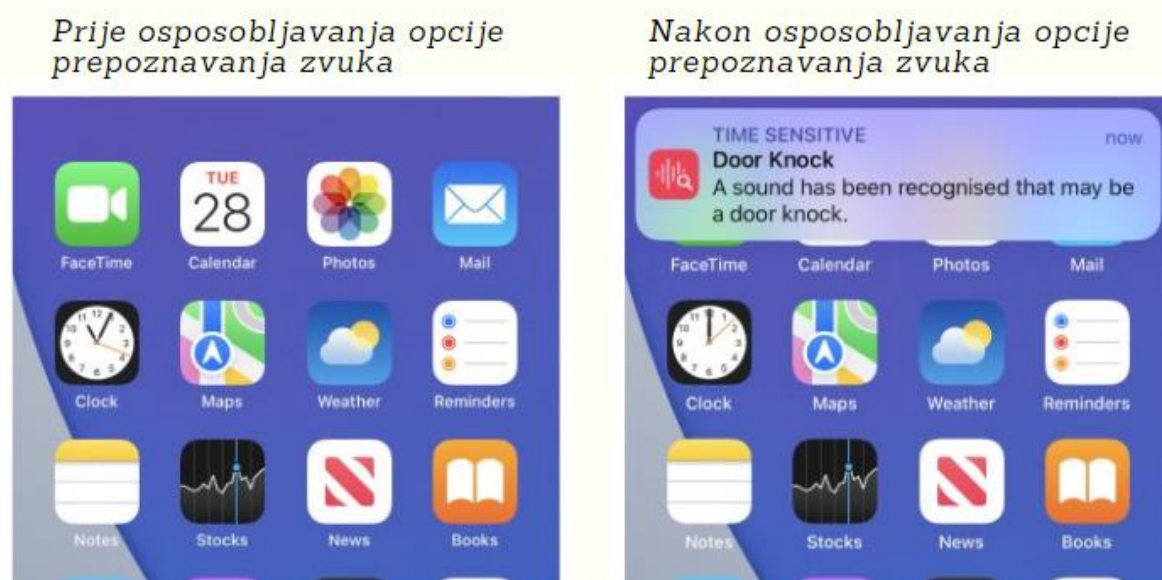 Prije osposobljavanja opcije
prepoznavanja zvuka
TUE
28
FaceTime
Calendar
Photos
Mail
12
Clock
Maps
Weather
Reminders
Notes
Stocks
News
Books
Nakon osposobljavanja opcije
prepoznavanja zvuka
TIME SENSITIVE
now
Door Knock
A sound has been recognised that may be
a door knock.
FaceTime
Calendar
Photos
Mail
Clock
Maps
Weather
Reminders
Notes
Stocks
News
Books